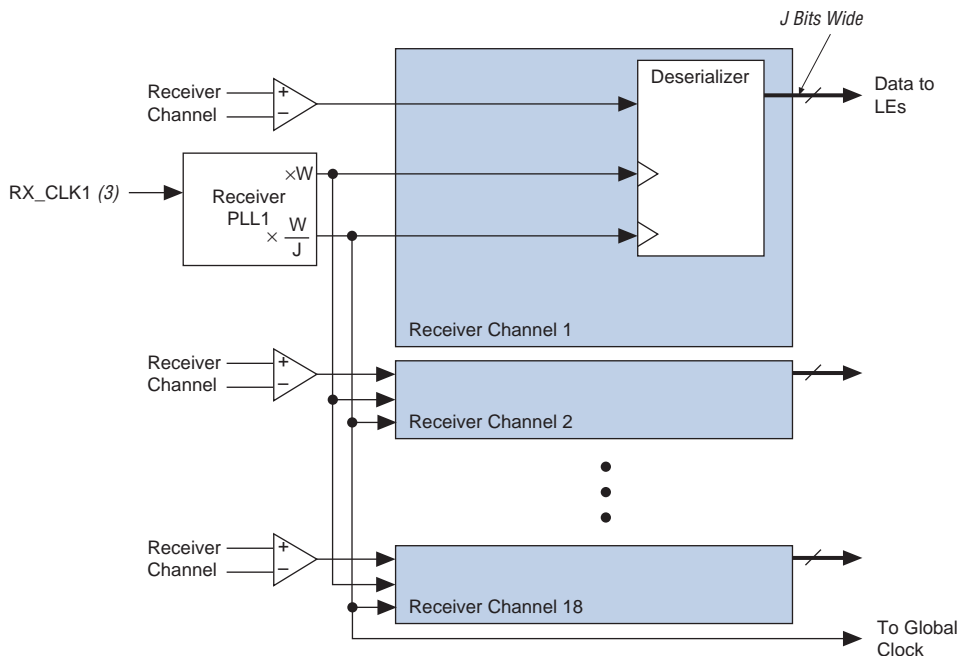 J Bits Wide
Deserializer
Receiver
Channel
+
–
Data to
LEs
RX_CLK1 (3)
Receiver
PLL1
×W
× W
J
Receiver Channel 1
Receiver
Channel
+
–
Receiver Channel 2
Receiver
Channel
+
–
Receiver Channel 18
To Global
Clock